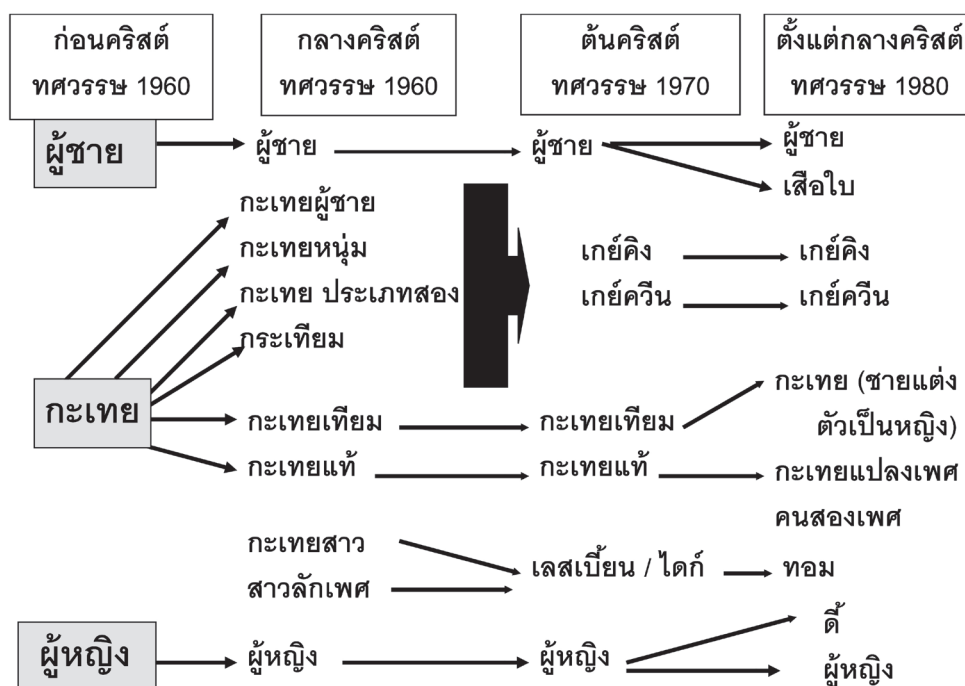 ก่อนคริสต์
ทศวรรษ 1960
กลางคริสต์
ทศวรรษ 1960
ต้นคริสต์
ทศวรรษ 1970
ตั้งแต่กลางคริสต์
ทศวรรษ 1980
ผู้ชาย
ผู้ชาย
ผู้ชาย
ผู้ชาย
เสือใบ
กะเทยผู้ชาย
กะเทยหนุ่ม
กะเทย ประเภทสอง
กระเทียม
เกย์คิง
เกย์คิง
เกย์ควีน
เกย์ควีน
กะเทย
กะเทยเทียม
กะเทยเทียม
กะเทย (ชายแต่ง
ตัวเป็นหญิง)
กะเทยแท้
กะเทยแท้
กะเทยแปลงเพศ
คนสองเพศ
กะเทยสาว
สาวลักเพศ
เลสเบี้ยน / ไดก์
ทอม
ดี้
ผู้หญิง
ผู้หญิง
ผู้หญิง
ผู้หญิง